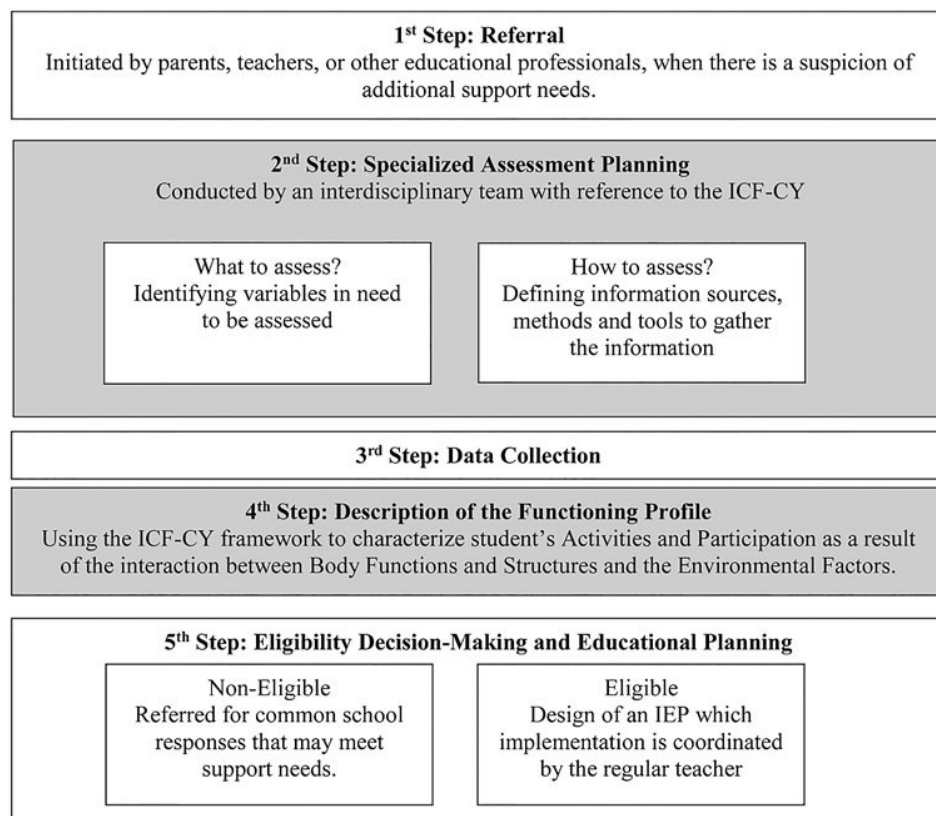 1st Step: Referral
Initiated by parents, teachers, or other educational professionals, when there is a suspicion of
additional support needs.
2nd Step: Specialized Assessment Planning
Conducted by an interdisciplinary team with reference to the ICF-CY
What to assess?
Identifying variables in need
to be assessed
How to assess?
Defining information sources,
methods and tools to gather
the information
3rd Step: Data Collection
4th Step: Description of the Functioning Profile
Using the ICF-CY framework to characterize student's Activities and Participation as a result
of the interaction between Body Functions and Structures and the Environmental Factors.
5th Step: Eligibility Decision-Making and Educational Planning
Non-Eligible
Referred for common school
responses that may meet
support needs.
Eligible
Design of an IEP which
implementation is coordinated
by the regular teacher